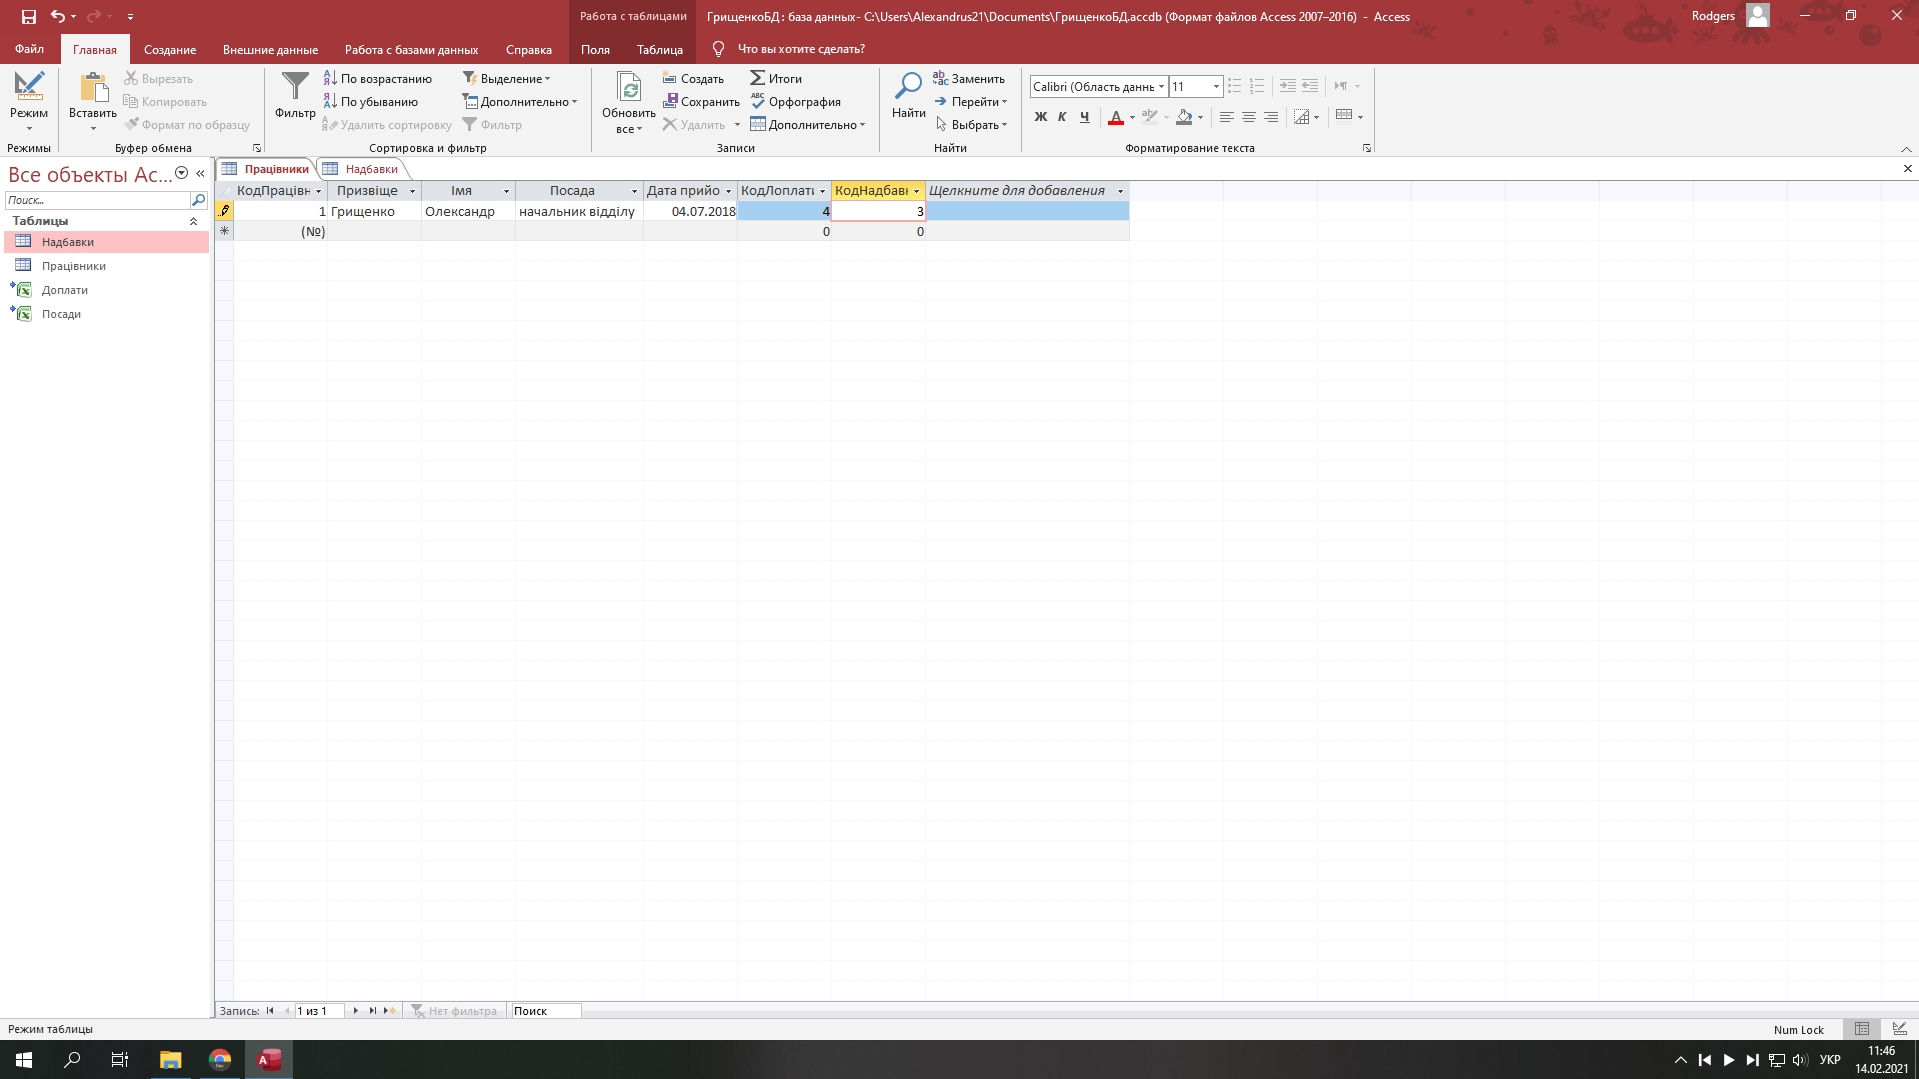 Работа с таблицами
ГрищенкоБД : база данных- C:\Users\Alexandrus21\Documents\ГрищенкоБД.accdb (Формат файлов Access 2007–2016) - Access
Rodgers
Файл Главная Создание Внешние данные Работа с базами данных Справка Поля Таблица Что вы хотите сделать?
Режим
Режимы
Вставить
Вырезать
Копировать
Формат по образцу
Буфер обмена
Фильтр
По возрастанию
По убыванию
Удалить сортировку
Выделение
Дополнительно
Фильтр
Сортировка и фильтр
Обновить
все
Создать
Сохранить
Удалить
Итоги
Орфография
Дополнительно
Записи
Найти
Заменить
Перейти
Выбрать
Найти
Calibri (Область даннь 11
Ж К Ч
Форматирование текста
Все объекты Ac...
Поиск...
Таблицы
Надбавки
Працівники
Доплати
Посади
Працівники Надбавки
КодПрацівн Призвіще Імя Посада Дата прийо КодЛоплати КодНадбавк Щелкните для добавления
1 Грищенко Олександр начальник відділу 04.07.2018 4 3
(№) 0 0
Запись: 1 из 1 Нет фильтра Поиск
Режим таблицы
Num Lock
УКР
11:46
14.02.2021